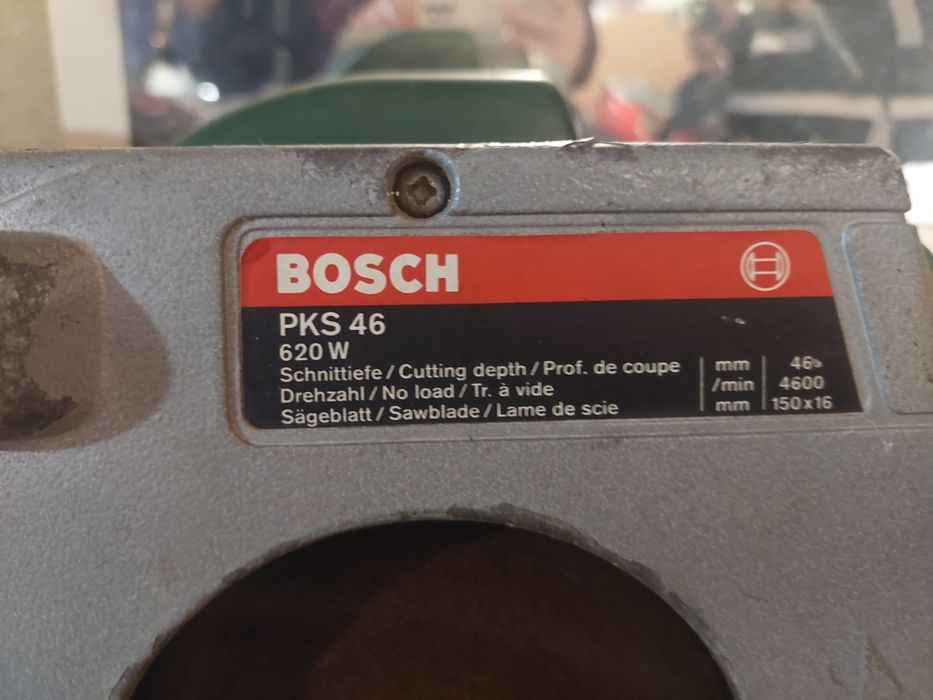 BOSCH
PKS 46
620 W
Schnittiefe / Cutting depth / Prof. de coupe mm 46
Drehzahl / No load / Tr. à vide /min 4600
Sägeblatt / Sawblade / Lame de scie mm 150x16